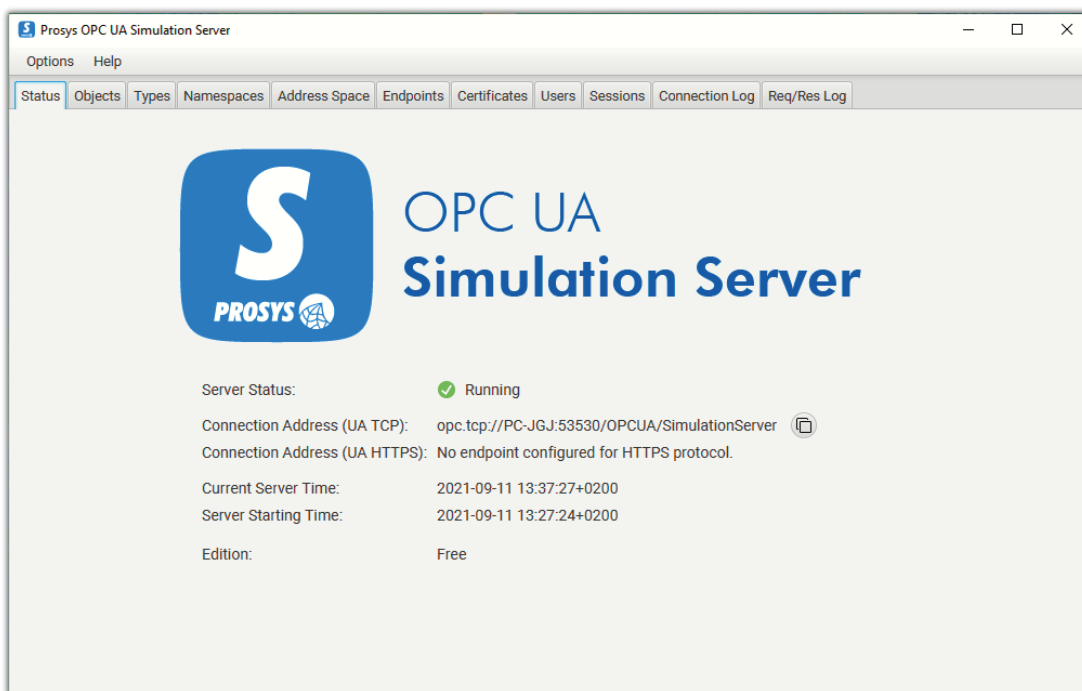 Prosys OPC UA Simulation Server
Options Help
Status Objects Types Namespaces Address Space Endpoints Certificates Users Sessions Connection Log Req/Res Log
S
PROSYS
OPC UA
Simulation Server
Server Status: Running
Connection Address (UA TCP): opc.tcp://PC-JGJ:53530/OPCUA/SimulationServer
Connection Address (UA HTTPS): No endpoint configured for HTTPS protocol.
Current Server Time: 2021-09-11 13:37:27+0200
Server Starting Time: 2021-09-11 13:27:24+0200
Edition: Free